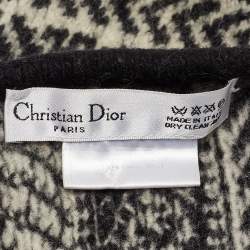 Christian Dior
PARIS
MADE IN ITALY
DRY CLEAN